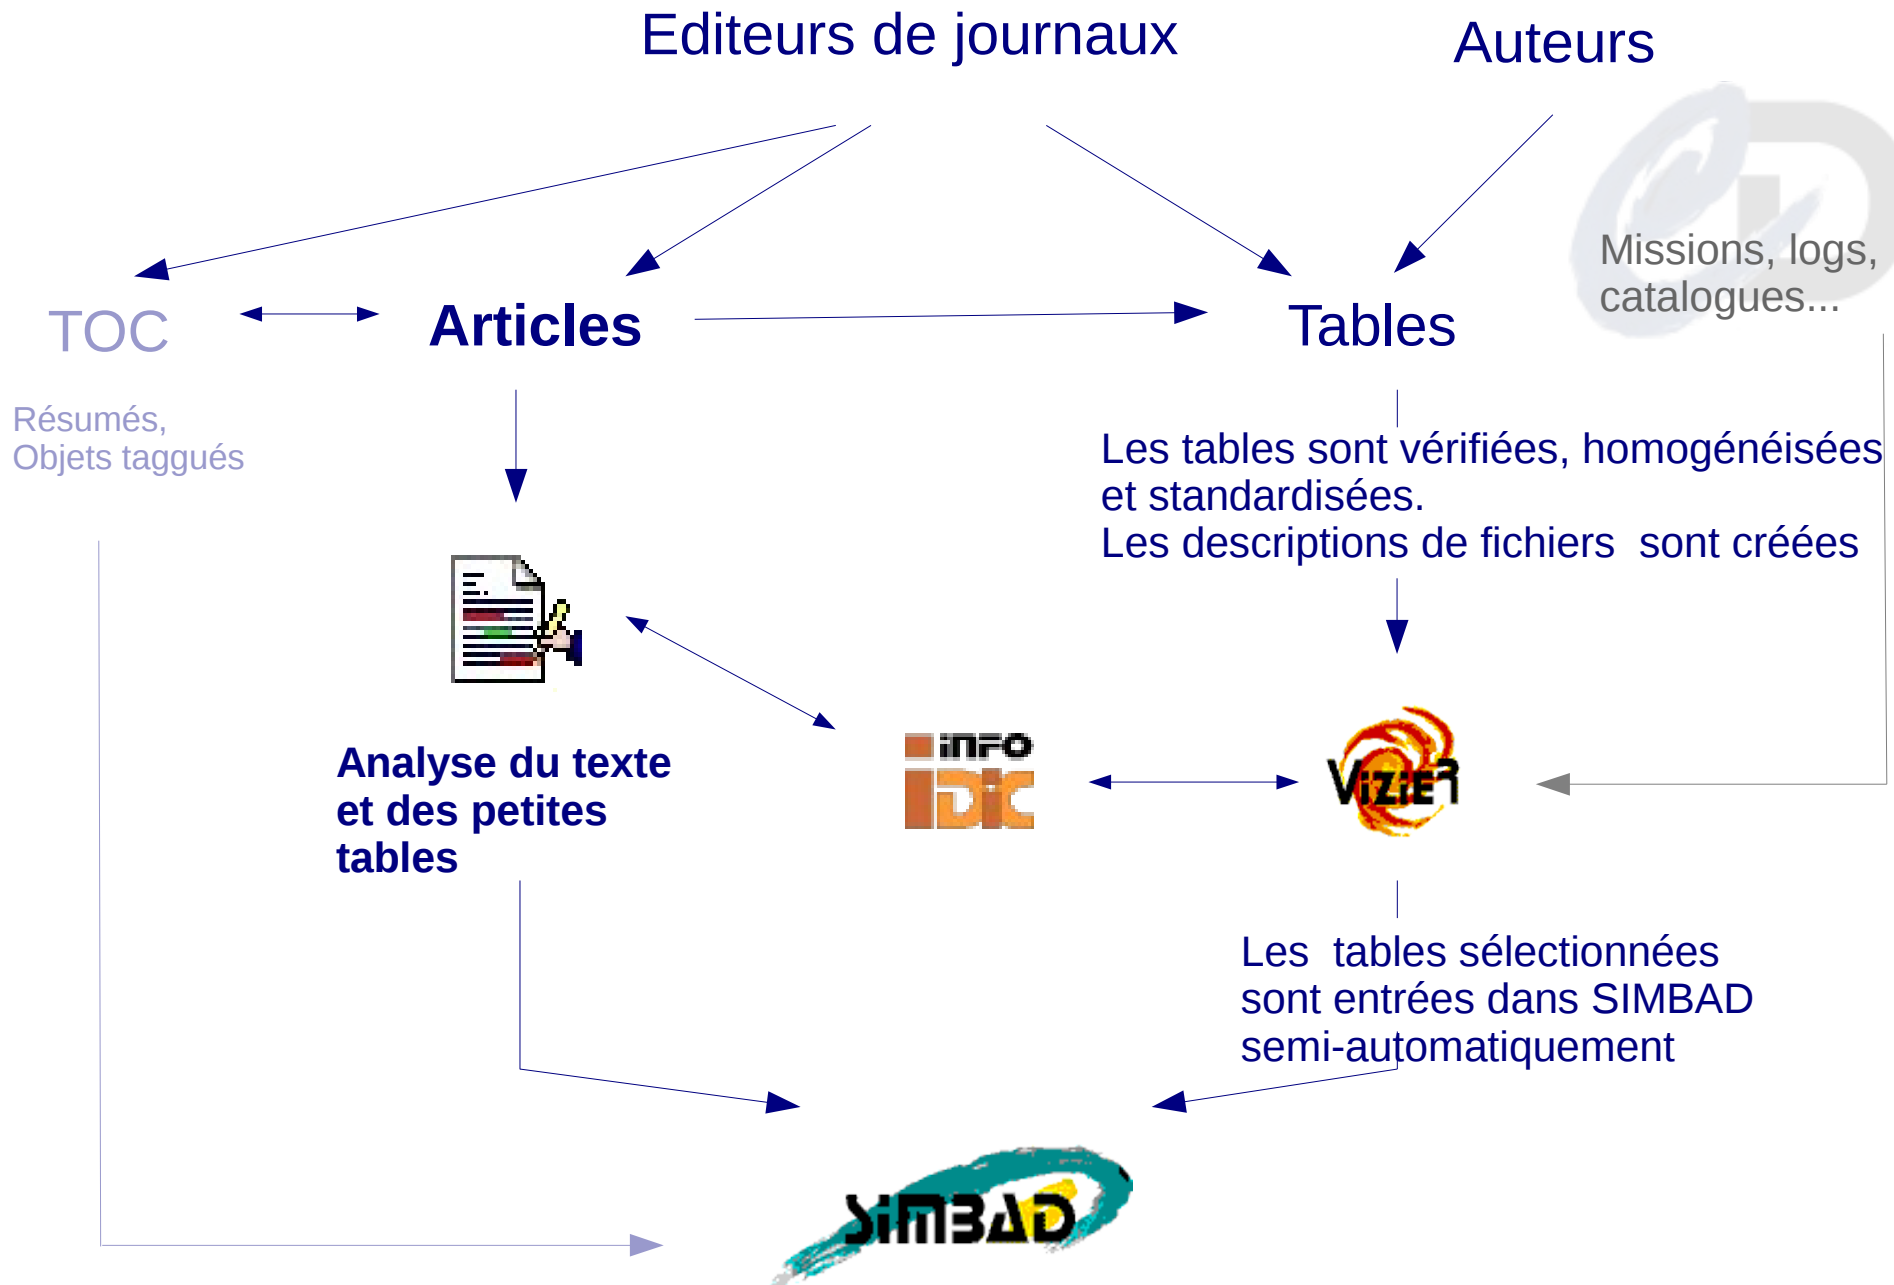 Editeurs de journaux
Auteurs
Missions, logs,
catalogues...
TOC
Articles
Tables
Résumés,
Objets taggués
Les tables sont vérifiées, homogénéisées
et standardisées.
Les descriptions de fichiers  sont créées
Analyse du texte
et des petites
tables
iNFO
DiC
ViZieR
Les  tables sélectionnées
sont entrées dans SIMBAD
semi-automatiquement
SiMBAD